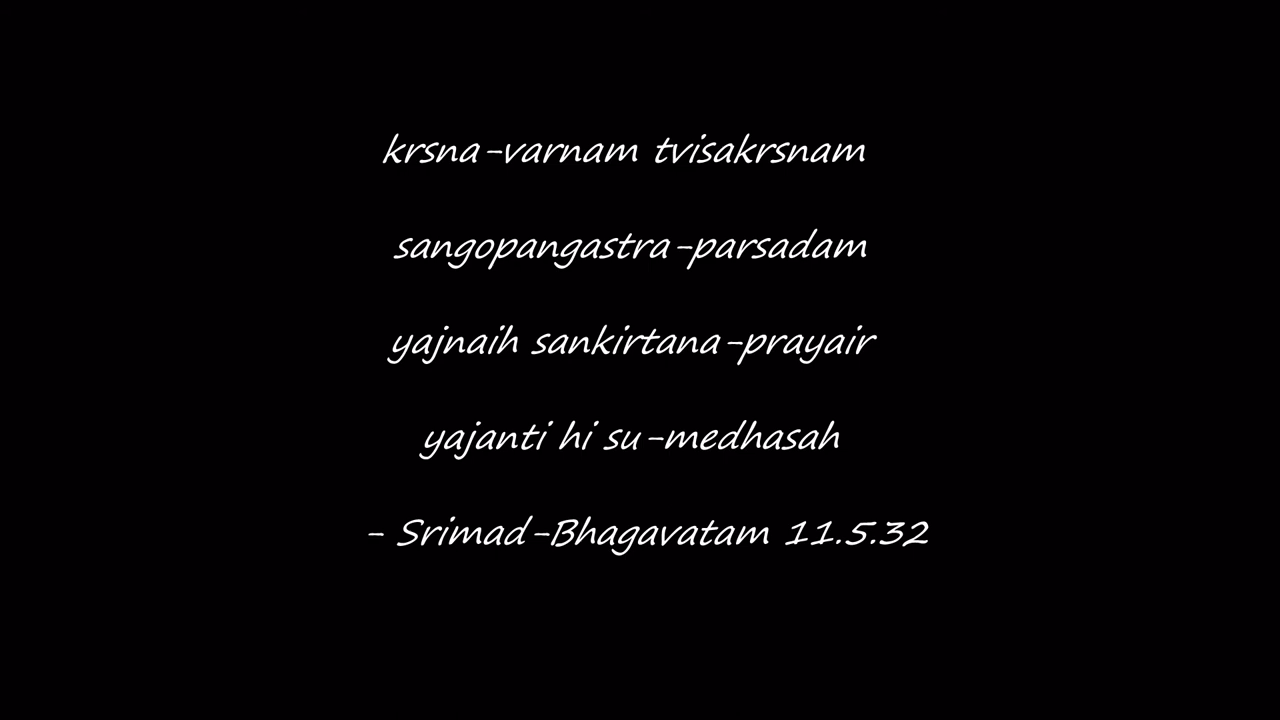 krsna-varnam tvisakrsnam
sangopangastra-parsadam
yajnaih sankirtana-prayair
yajanti hi su-medhasah
- Srimad-Bhagavatam 11.5.32